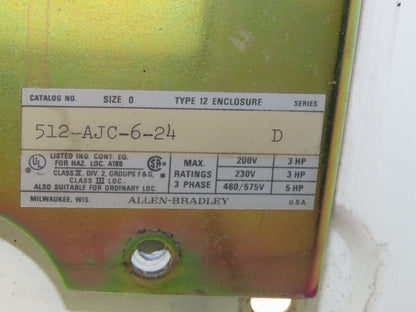 CATALOG NO. SIZE 0 TYPE 12 ENCLOSURE SERIES
512-AJC-6-24 D
UL LISTED IND. CONT. EQ. SA
FOR HAZ. LOC. A196
CLASS II, DIV 2, GROUPS F&G,
CLASS III LOC.
ALSO SUITABLE FOR ORDINARY LOC.
MAX. RATINGS 3 PHASE
200V 3 HP
230V 3 HP
460/575V 5 HP
MILWAUKEE, WIS. ALLEN-BRADLEY U.S.A.